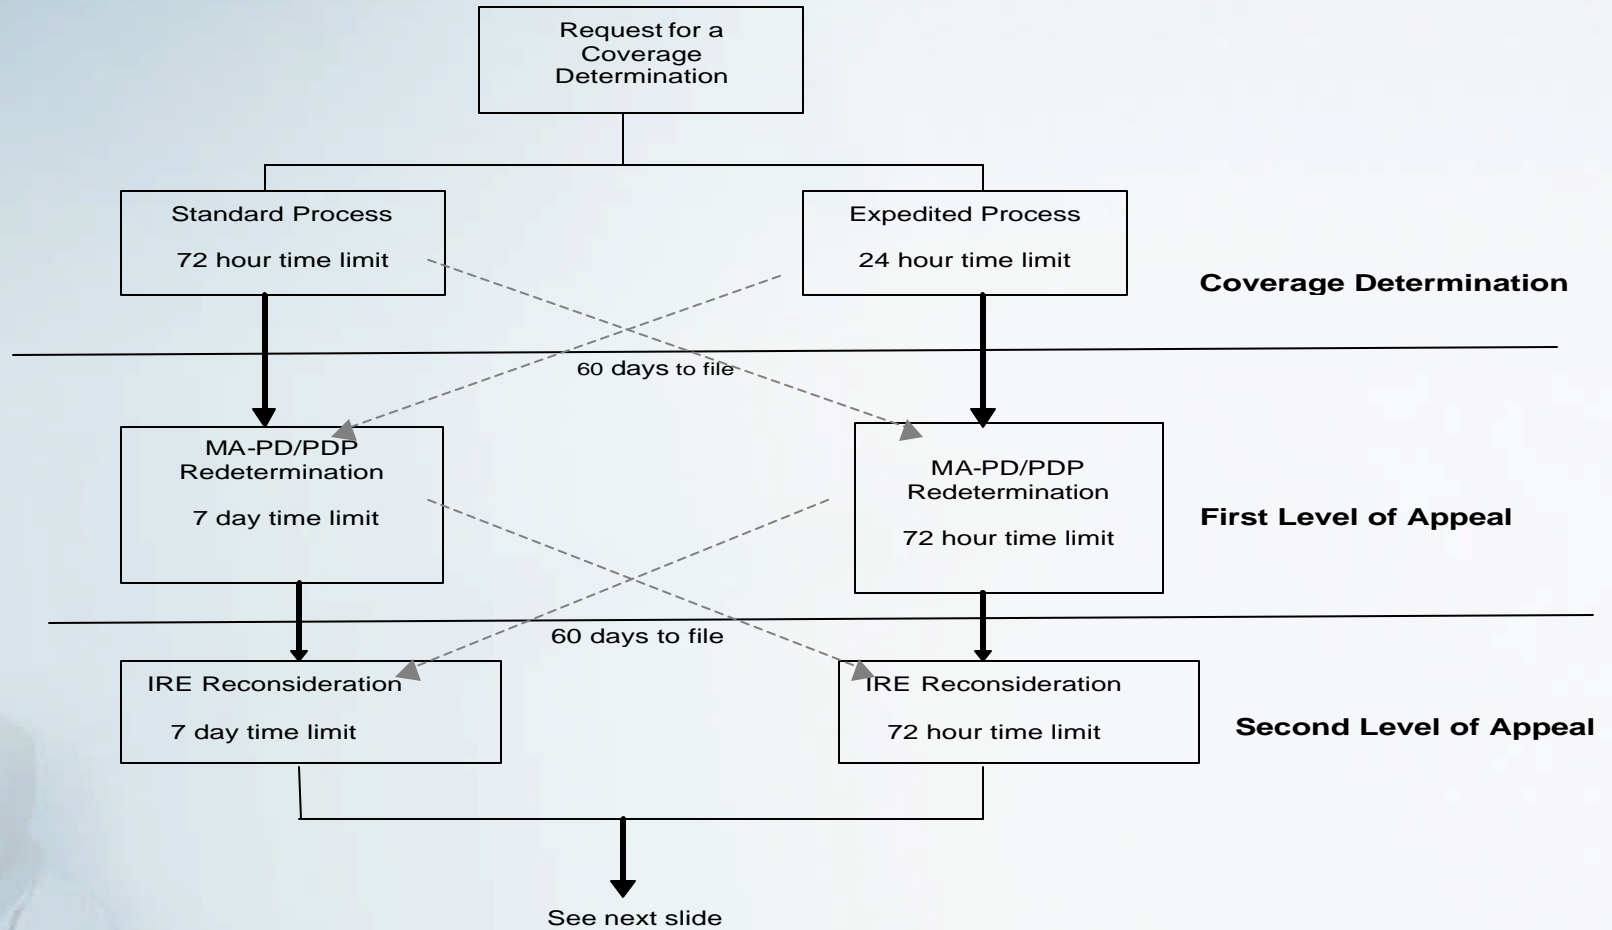 Request for a
Coverage
Determination
Standard Process
72 hour time limit
Expedited Process
24 hour time limit
Coverage Determination
60 days to file
MA-PD/PDP
Redetermination
7 day time limit
MA-PD/PDP
Redetermination
72 hour time limit
First Level of Appeal
60 days to file
IRE Reconsideration
7 day time limit
IRE Reconsideration
72 hour time limit
Second Level of Appeal
See next slide